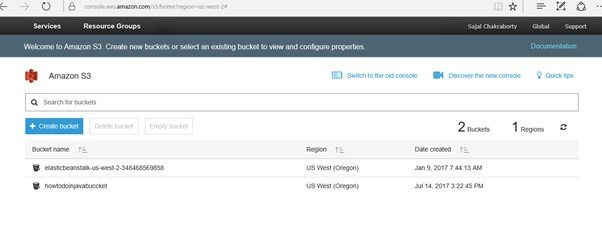 console.aws.amazon.com/s3/home?region=us-west-2#
Services Resource Groups Sajal Chakraborty Global Support
Welcome to Amazon S3. Create new buckets or select an existing bucket to view and configure properties. Documentation
Amazon S3 Switch to the old console Discover the new console Quick tips
Search for buckets
+ Create bucket Delete bucket Empty bucket 2 Buckets 1 Regions
Bucket name Region Date created
elasticbeanstalk-us-west-2-348468569858 US West (Oregon) Jan 9, 2017 7:44:13 AM
howtodoinjavabuccket US West (Oregon) Jul 14, 2017 3:22:45 PM